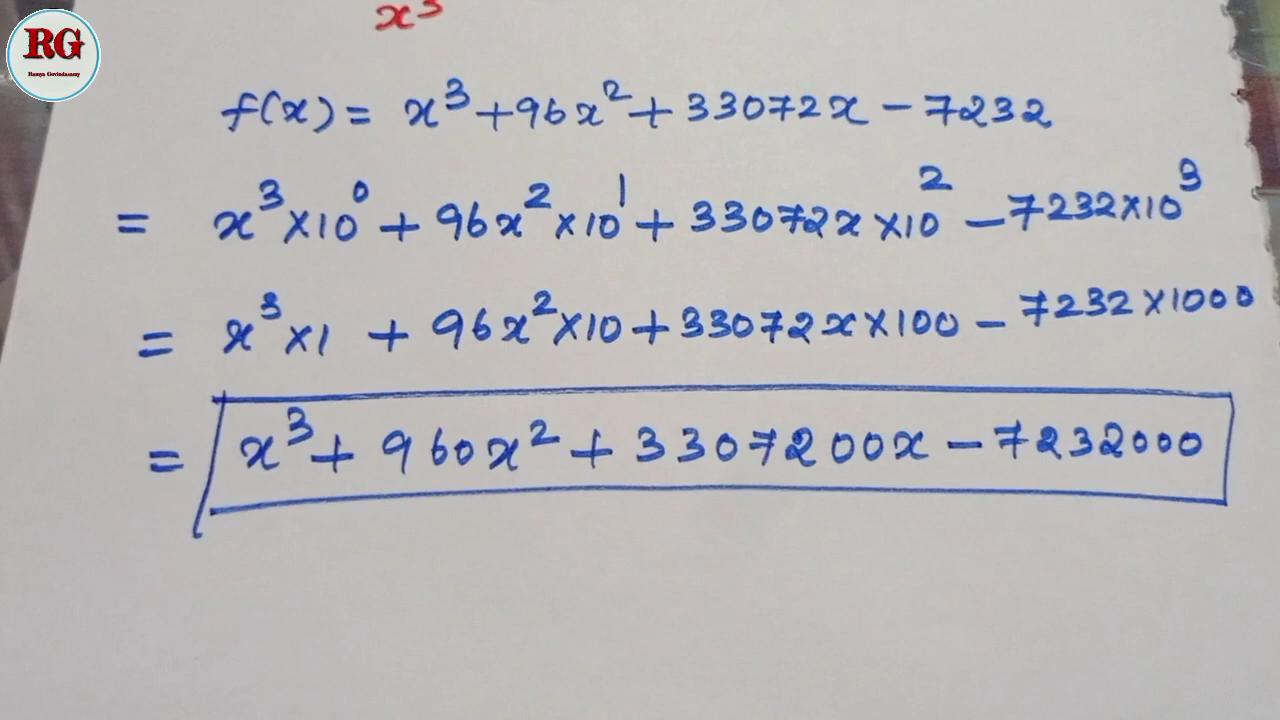 RG
Ramya Govindasamy
x³
f(x) = x³ + 96x² + 33072x - 7232
= x³ × 10⁰ + 96x² × 10¹ + 33072x × 10² - 7232 × 10³
= x³ × 1 + 96x² × 10 + 33072x × 100 - 7232 × 1000
= x³ + 960x² + 3307200x - 7232000